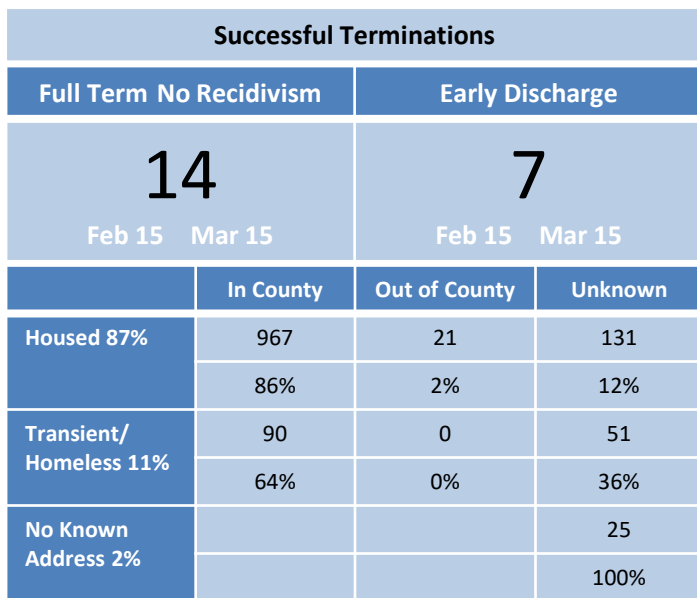 Successful Terminations
Full Term No Recidivism Early Discharge
14 7
Feb 15 Mar 15 Feb 15 Mar 15
In County Out of County Unknown
Housed 87% 967 21 131
86% 2% 12%
Transient/
Homeless 11% 90 0 51
64% 0% 36%
No Known
Address 2% 25
100%